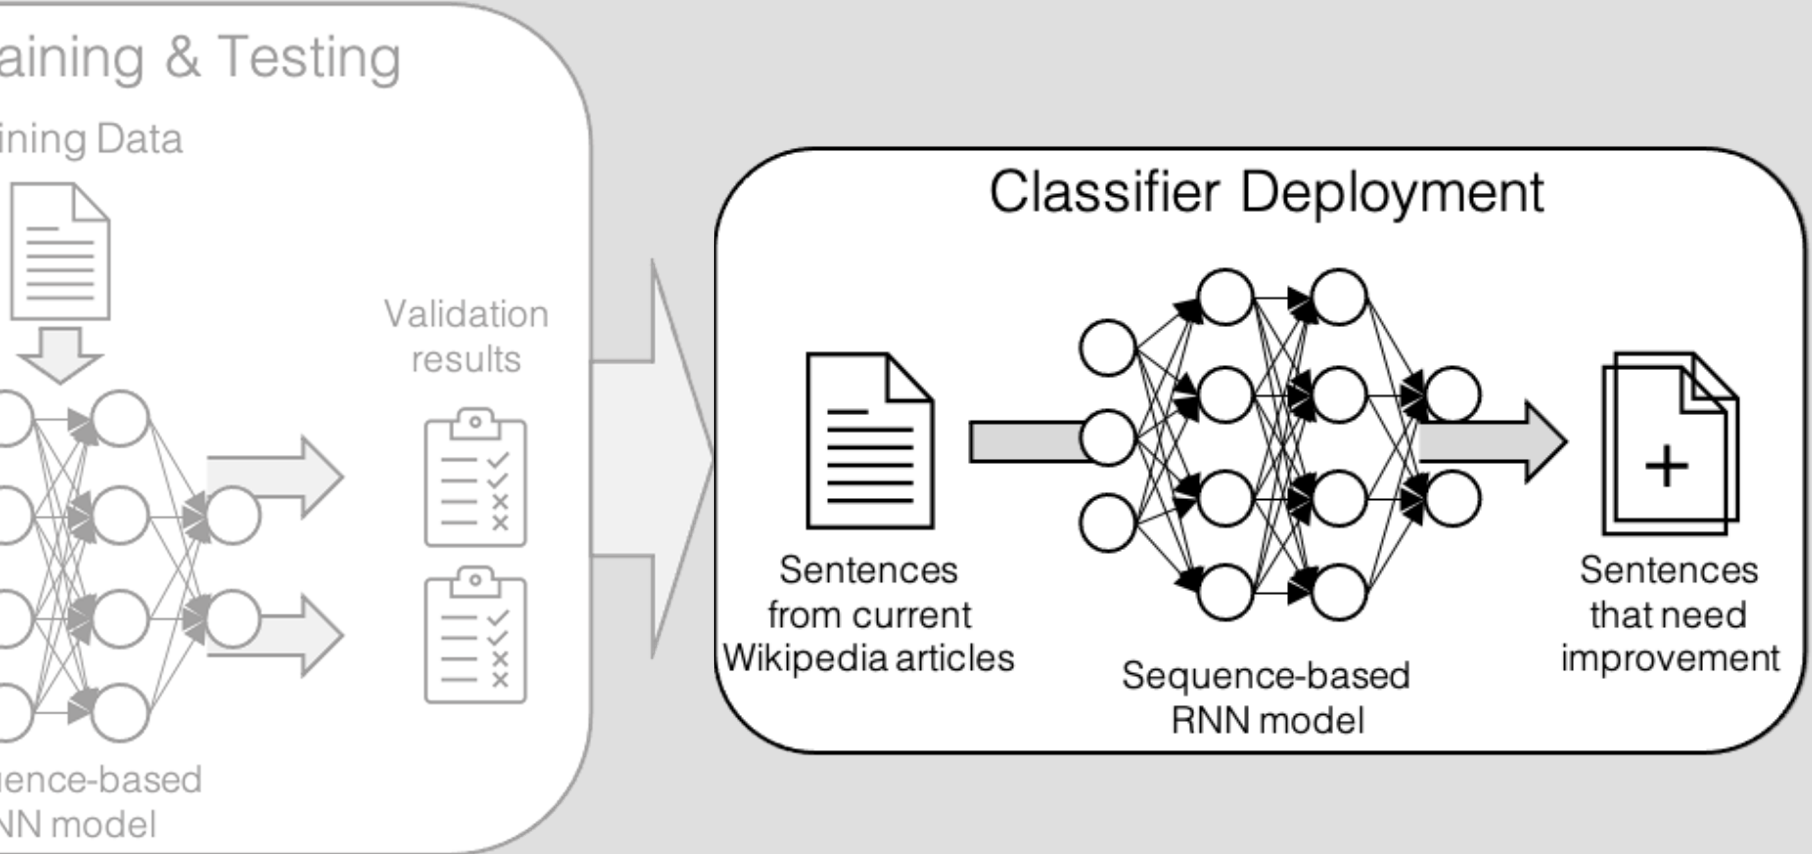 aining & Testing
ining Data
Validation
results
uence-based
NN model
Classifier Deployment
Sentences
from current
Wikipedia articles
Sequence-based
RNN model
Sentences
that need
improvement